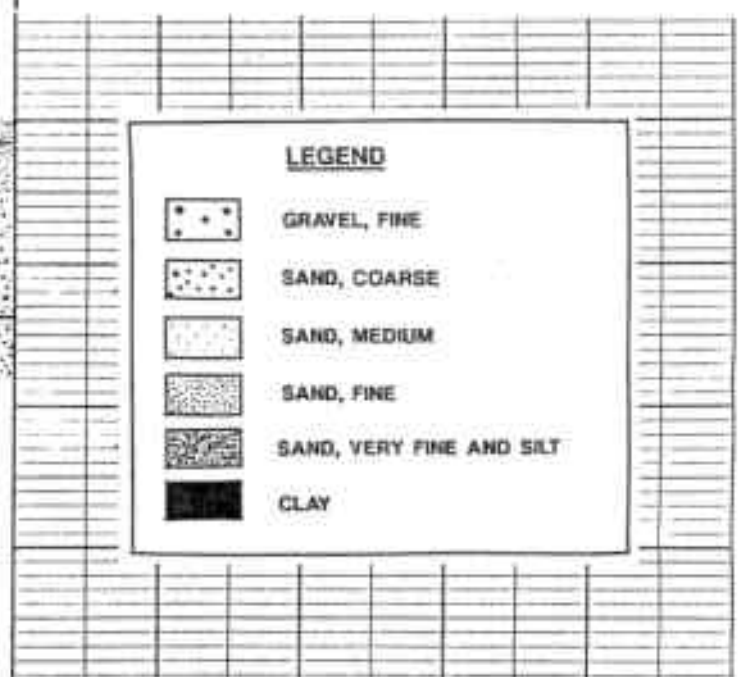 LEGEND
GRAVEL, FINE
SAND, COARSE
SAND, MEDIUM
SAND, FINE
SAND, VERY FINE AND SILT
CLAY